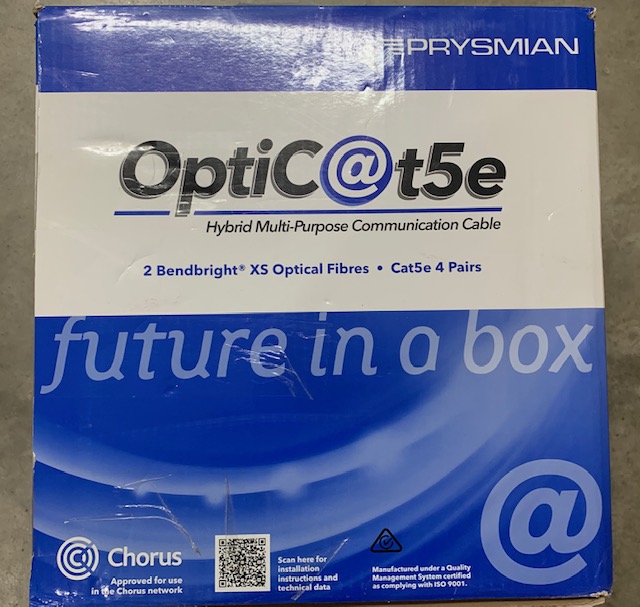 PRYSMIAN
OptiC@t5e
Hybrid Multi-Purpose Communication Cable
2 Bendbright® XS Optical Fibres • Cat5e 4 Pairs
future in a box
@
Chorus
Approved for use
in the Chorus network
Scan here for
installation
instructions and
technical data
Manufactured under a Quality
Management System certified
as complying with ISO 9001.